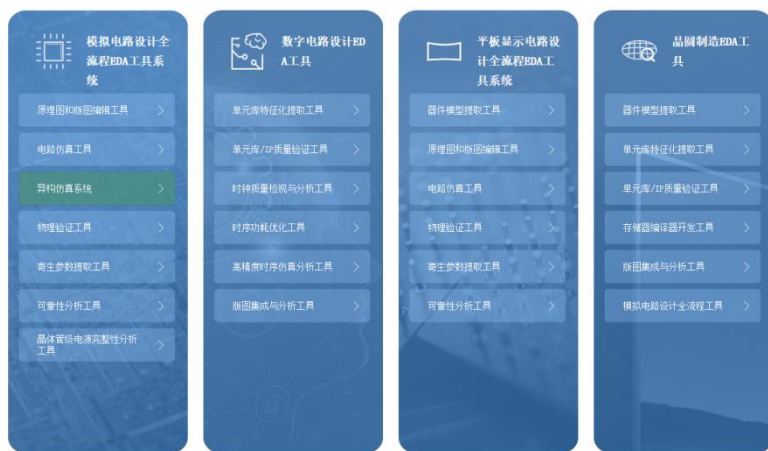 模拟电路设计全
流程EDA工具系
统
原理图和版图编辑工具
电路仿真工具
异构仿真系统
物理验证工具
寄生参数提取工具
可靠性分析工具
晶体管级电源完整性分析
工具
数字电路设计ED
A工具
单元库特征化提取工具
单元库/IP质量验证工具
时钟质量检视与分析工具
时序功耗优化工具
高精度时序仿真分析工具
版图集成与分析工具
平板显示电路设
计全流程EDA工
具系统
器件模型提取工具
原理图和版图编辑工具
电路仿真工具
物理验证工具
寄生参数提取工具
可靠性分析工具
晶圆制造EDA工
具
器件模型提取工具
单元库特征化提取工具
单元库/IP质量验证工具
存储器编译器开发工具
版图集成与分析工具
模拟电路设计全流程工具